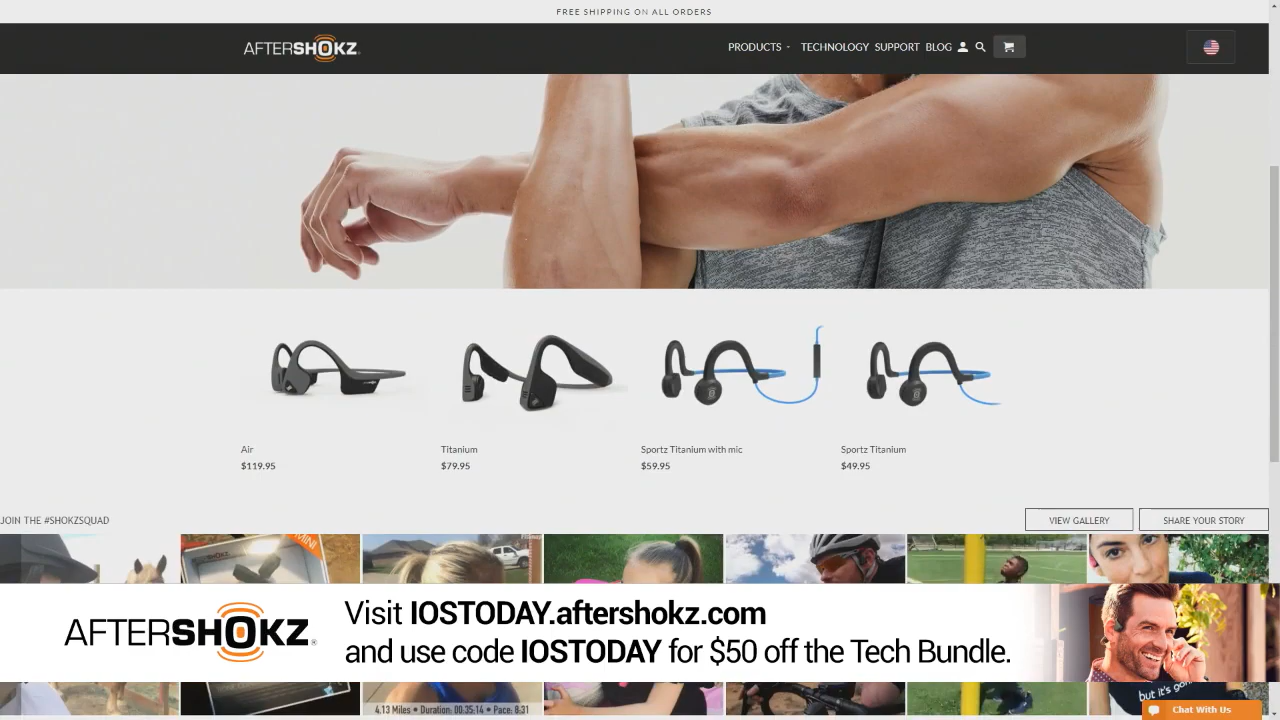 FREE SHIPPING ON ALL ORDERS
AFTERSHOKZ
PRODUCTS TECHNOLOGY SUPPORT BLOG
Air
$119.95
Titanium
$79.95
Sportz Titanium with mic
$59.95
Sportz Titanium
$49.95
JOIN THE #SHOKZSQUAD
VIEW GALLERY
SHARE YOUR STORY
MINI
SHOKZ
AFTERSHOKZ®
Visit IOSTODAY.aftershokz.com
and use code IOSTODAY for $50 off the Tech Bundle.
4.13 Miles • Duration: 00:35:14 • Pace: 8:31
but it's gon
Chat With Us